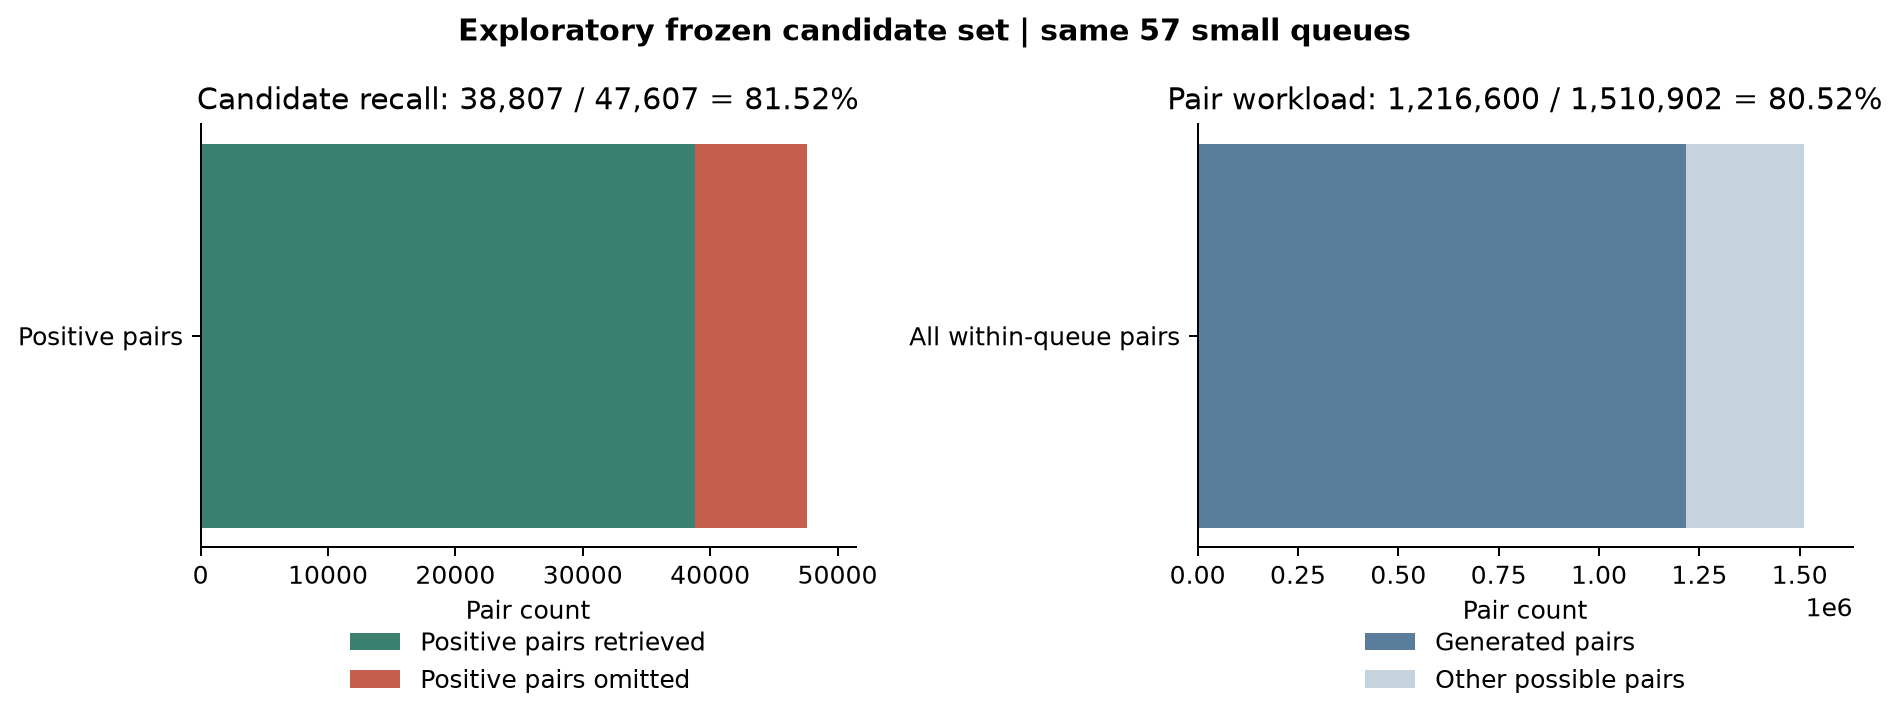 Exploratory frozen candidate set | same 57 small queues
Candidate recall: 38,807 / 47,607 = 81.52%
Positive pairs
0 10000 20000 30000 40000 50000
Pair count
Positive pairs retrieved
Positive pairs omitted
Pair workload: 1,216,600 / 1,510,902 = 80.52%
All within-queue pairs
0.00 0.25 0.50 0.75 1.00 1.25 1.50
1e6
Pair count
Generated pairs
Other possible pairs